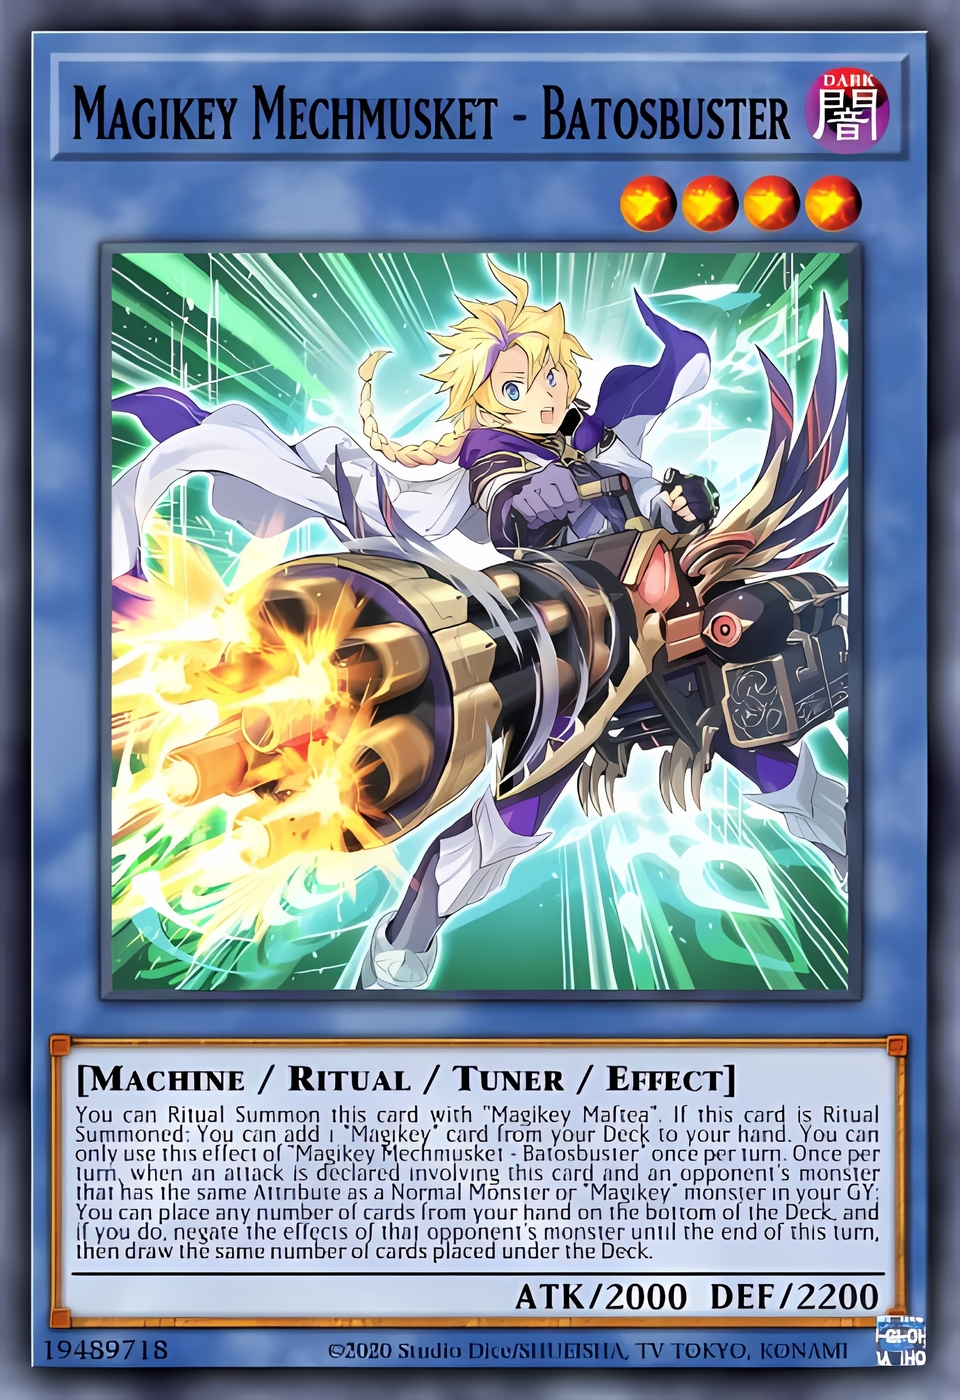 MAGIKEY MECHMUSKET - BATOSBUSTER
DARK
闇
[MACHINE / RITUAL / TUNER / EFFECT]
You can Ritual Summon this card with "Magikey Maftea". If this card is Ritual
Summoned: You can add 1 "Magikey" card from your Deck to your hand. You can
only use this effect of "Magikey Mechmusket - Batosbuster" once per turn. Once per
turn, when an attack is declared involving this card and an opponent's monster
that has the same Attribute as a Normal Monster or "Magikey" monster in your GY:
You can place any number of cards from your hand on the bottom of the Deck, and
if you do, negate the effects of that opponent's monster until the end of this turn,
then draw the same number of cards placed under the Deck.
ATK/2000 DEF/2200
19489718
©2020 Studio Dice/SHUEISHA, TV TOKYO, KONAMI